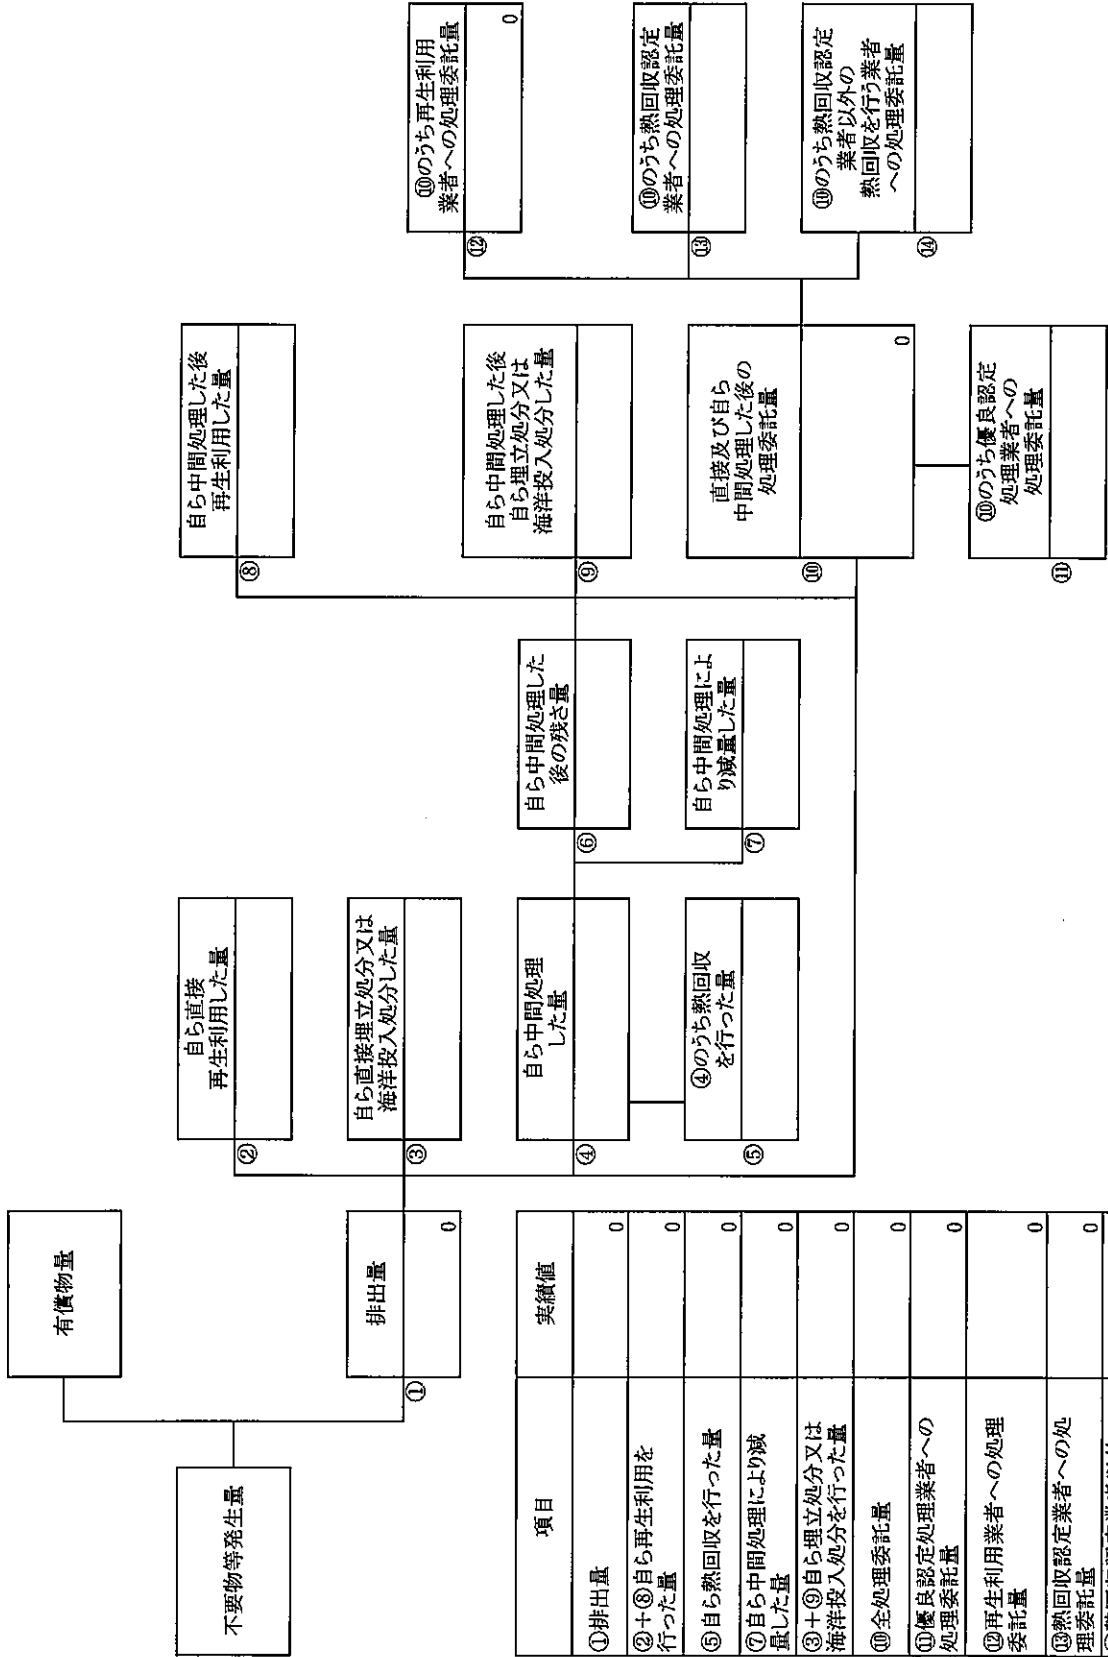 有償物量
不要物等発生量
①
排出量
0
②
自ら直接
再生利用した量
③
自ら直接埋立処分又は
海洋投入処分した量
④
自ら中間処理
した量
⑤
④のうち熱回収
を行った量
⑥
自ら中間処理した
後の残さ量
⑦
自ら中間処理によ
り減量した量
⑧
自ら中間処理した後
再生利用した量
⑨
自ら中間処理した後
自ら埋立処分又は
海洋投入処分した量
⑩
直接及び自ら
中間処理した後の
処理委託量
0
⑪
⑩のうち優良認定
処理業者への
処理委託量
⑫
⑩のうち再生利用
業者への処理委託量
0
⑬
⑩のうち熱回収認定
業者への処理委託量
⑭
⑩のうち熱回収認定
業者以外の
熱回収を行う業者
への処理委託量
項目 実績値
①排出量 0
②+⑧自ら再生利用を
行った量 0
⑤自ら熱回収を行った量 0
⑦自ら中間処理により減
量した量 0
③+⑨自ら埋立処分又は
海洋投入処分を行った量 0
⑩全処理委託量 0
⑪優良認定処理業者への
処理委託量 0
⑫再生利用業者への処理
委託量 0
⑬熱回収認定業者への処
理委託量 0